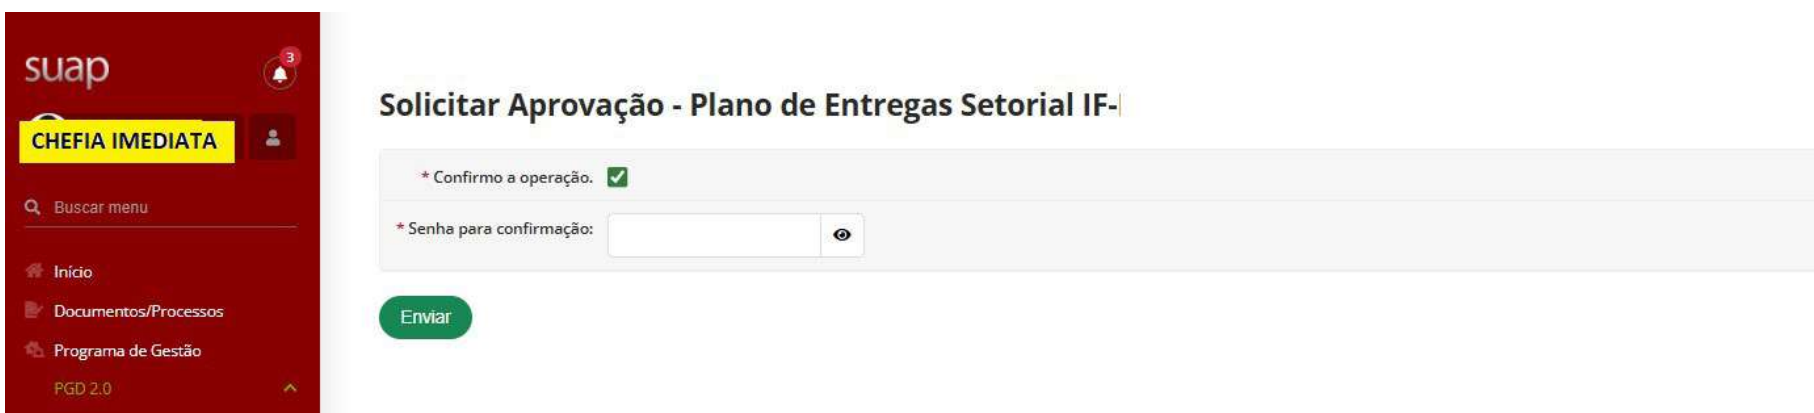 suap
3
CHEFIA IMEDIATA
Buscar menu
Início
Documentos/Processos
Programa de Gestão
PGD 2.0
Solicitar Aprovação - Plano de Entregas Setorial IF-
* Confirmo a operação.
* Senha para confirmação:
Enviar